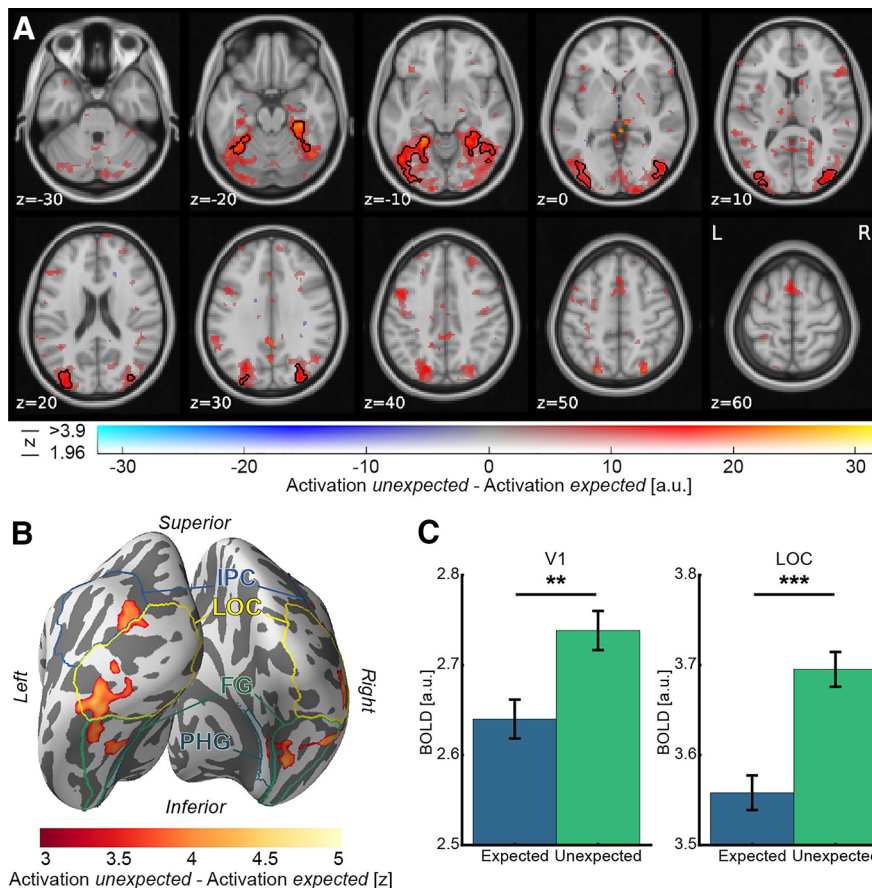 A
z=-30
z=-20
z=-10
z=0
z=10
L R
z=20
z=30
z=40
z=50
z=60
| z | >3.9
1.96
-30 -20 -10 0 10 20 30
Activation unexpected - Activation expected [a.u.]
B
Superior
IPC
LOC
FG
PHG
Left
Right
Inferior
3 3.5 4 4.5 5
Activation unexpected - Activation expected [z]
C
V1
**
2.8
2.7
2.6
2.5
BOLD [a.u.]
Expected Unexpected
LOC
***
3.8
3.7
3.6
3.5
BOLD [a.u.]
Expected Unexpected